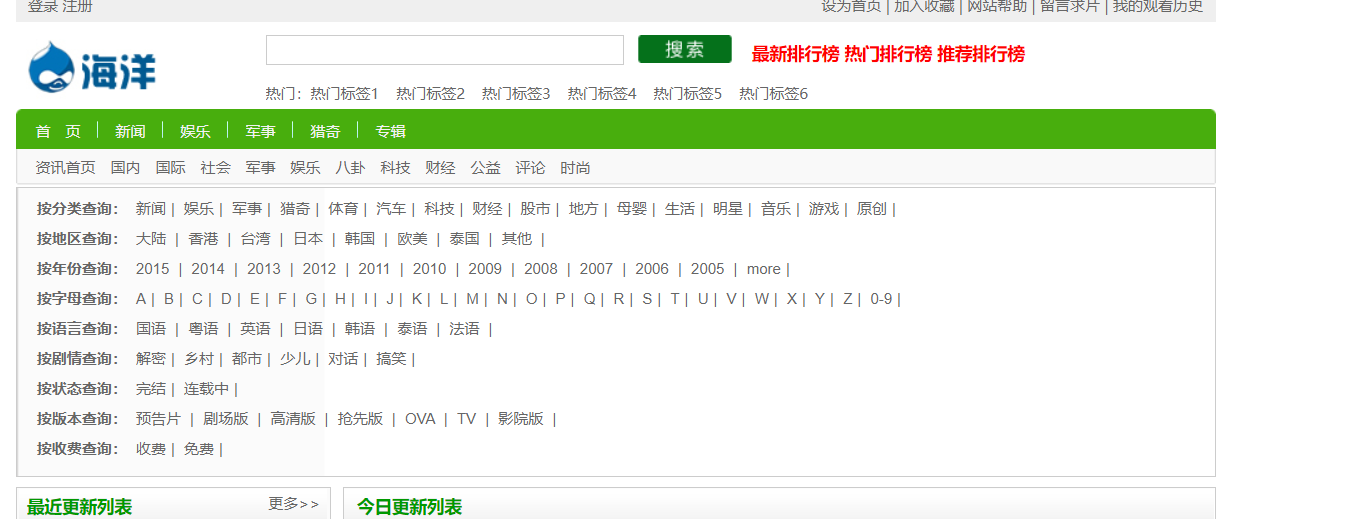 登录 注册 设为首页 | 加入收藏 | 网站帮助 | 留言求片 | 我的观看历史
海洋 搜索 最新排行榜 热门排行榜 推荐排行榜
热门：热门标签1 热门标签2 热门标签3 热门标签4 热门标签5 热门标签6
首 页 新闻 娱乐 军事 猎奇 专辑
资讯首页 国内 国际 社会 军事 娱乐 八卦 科技 财经 公益 评论 时尚
按分类查询： 新闻 | 娱乐 | 军事 | 猎奇 | 体育 | 汽车 | 科技 | 财经 | 股市 | 地方 | 母婴 | 生活 | 明星 | 音乐 | 游戏 | 原创 |
按地区查询： 大陆 | 香港 | 台湾 | 日本 | 韩国 | 欧美 | 泰国 | 其他 |
按年份查询： 2015 | 2014 | 2013 | 2012 | 2011 | 2010 | 2009 | 2008 | 2007 | 2006 | 2005 | more |
按字母查询： A | B | C | D | E | F | G | H | I | J | K | L | M | N | O | P | Q | R | S | T | U | V | W | X | Y | Z | 0-9 |
按语言查询： 国语 | 粤语 | 英语 | 日语 | 韩语 | 泰语 | 法语 |
按剧情查询： 解密 | 乡村 | 都市 | 少儿 | 对话 | 搞笑 |
按状态查询： 完结 | 连载中 |
按版本查询： 预告片 | 剧场版 | 高清版 | 抢先版 | OVA | TV | 影院版 |
按收费查询： 收费 | 免费 |
最近更新列表 更多>> 今日更新列表